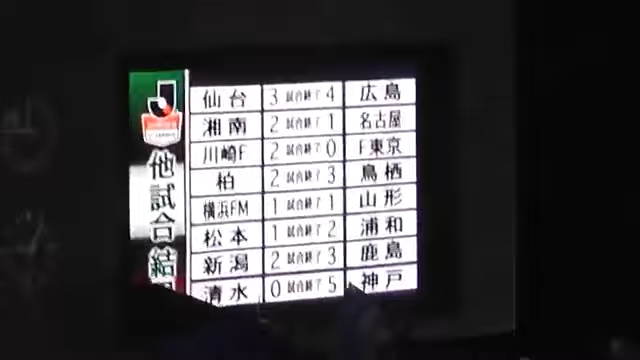 他試合結
仙台 3 試合終了 4 広島
湘南 2 試合終了 1 名古屋
川崎F 2 試合終了 0 F東京
柏 2 試合終了 3 鳥栖
横浜FM 1 試合終了 1 山形
松本 1 試合終了 2 浦和
新潟 2 試合終了 3 鹿島
清水 0 試合終了 5 神戸